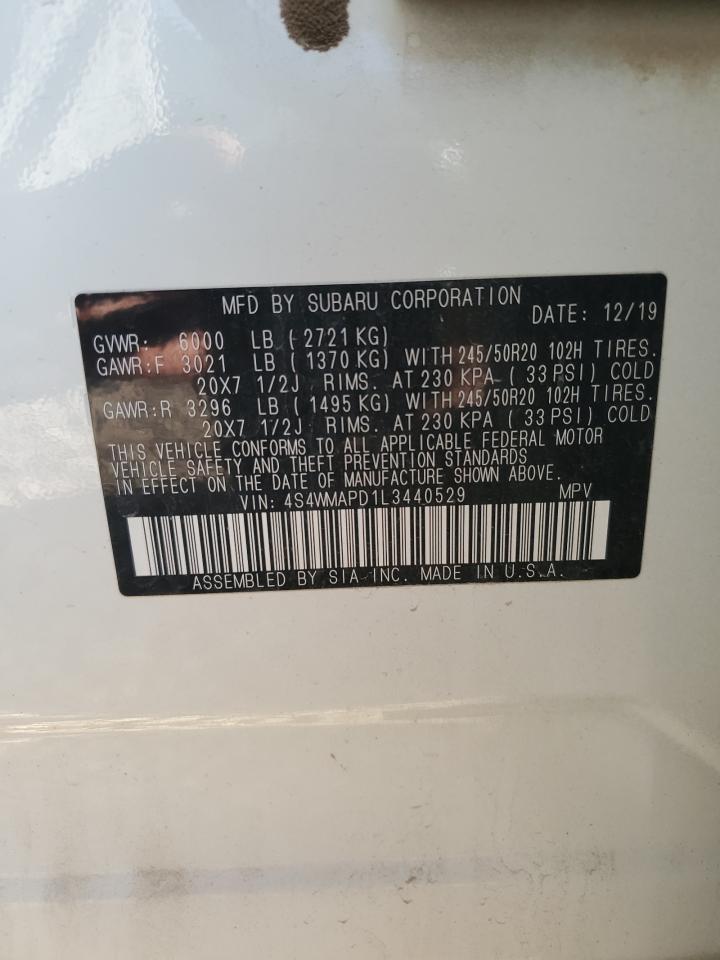 MFD BY SUBARU CORPORATION
DATE: 12/19
GVWR: 6000 LB ( 2721 KG)
GAWR:F 3021 LB ( 1370 KG) WITH 245/50R20 102H TIRES.
20X7 1/2J RIMS. AT 230 KPA ( 33 PSI) COLD
GAWR:R 3296 LB ( 1495 KG) WITH 245/50R20 102H TIRES.
20X7 1/2J RIMS. AT 230 KPA ( 33 PSI) COLD
THIS VEHICLE CONFORMS TO ALL APPLICABLE FEDERAL MOTOR
VEHICLE SAFETY AND THEFT PREVENTION STANDARDS
IN EFFECT ON THE DATE OF MANUFACTURE SHOWN ABOVE.
VIN: 4S4WMAPD1L3440529 MPV
ASSEMBLED BY SIA INC. MADE IN U.S.A.